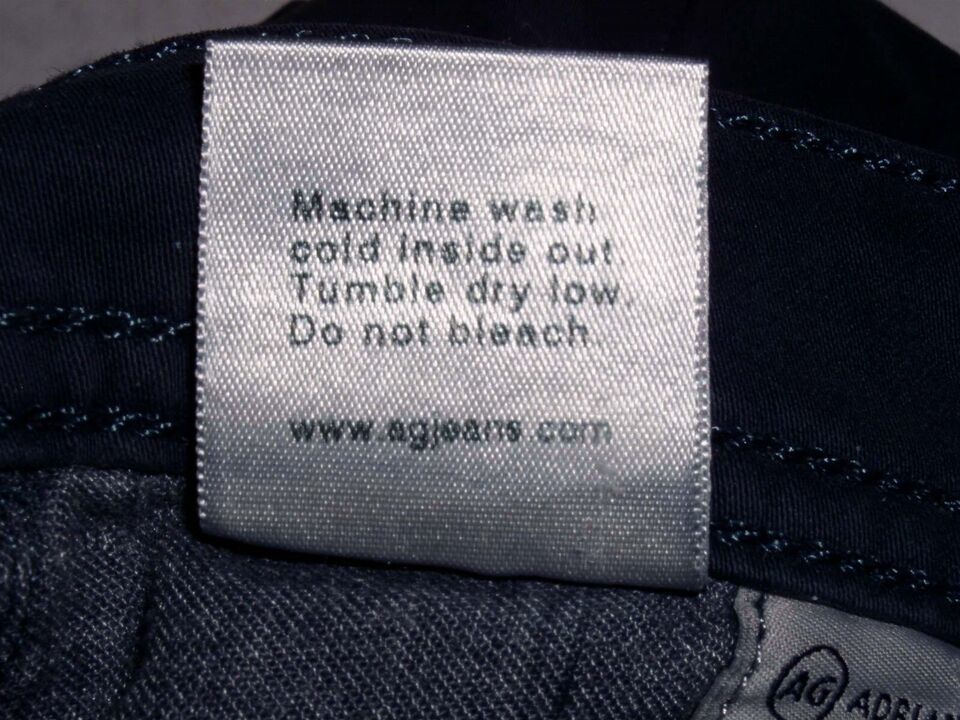 Machine wash
cold inside out.
Tumble dry low.
Do not bleach.
www.agjeans.com
AG